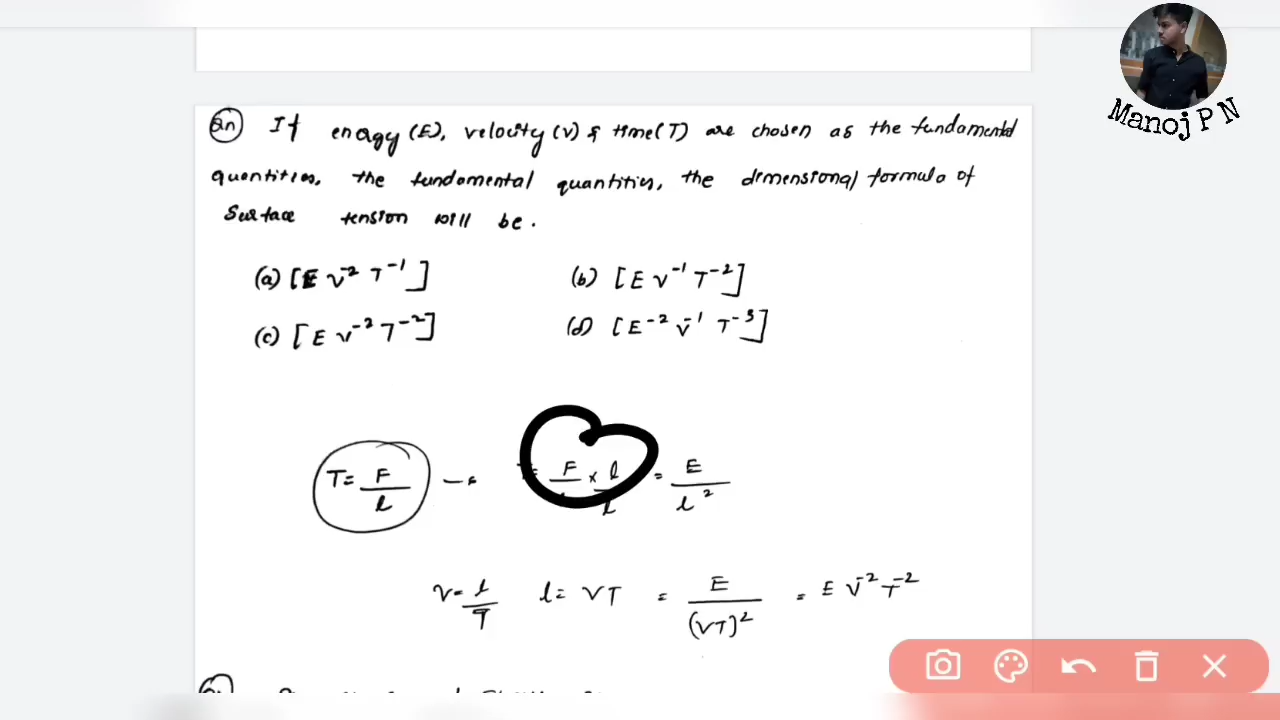 Manoj P N
Qn If enagy (E), velocity (v) & time(T) are chosen as the fundamental
quantities, the fundamental quantities, the dimensional formula of
Surface tension will be.
(a) [E V⁻² T⁻¹] (b) [E V⁻¹ T⁻²]
(c) [E V⁻² T⁻²] (d) [E⁻² V⁻¹ T⁻³]
T = F/l F/ × l/l = E/l²
V = l/T l = VT = E/(VT)² = E V⁻² T⁻²